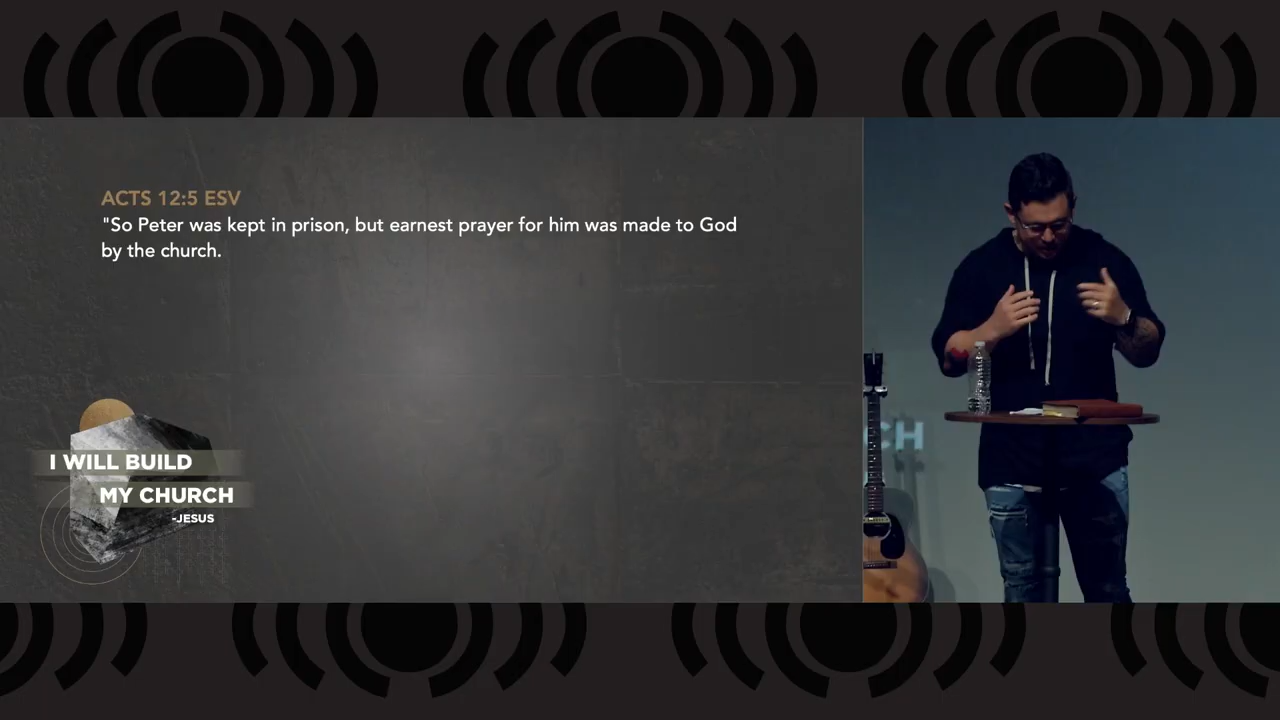 ACTS 12:5 ESV
"So Peter was kept in prison, but earnest prayer for him was made to God
by the church.
I WILL BUILD
MY CHURCH
-JESUS
CH